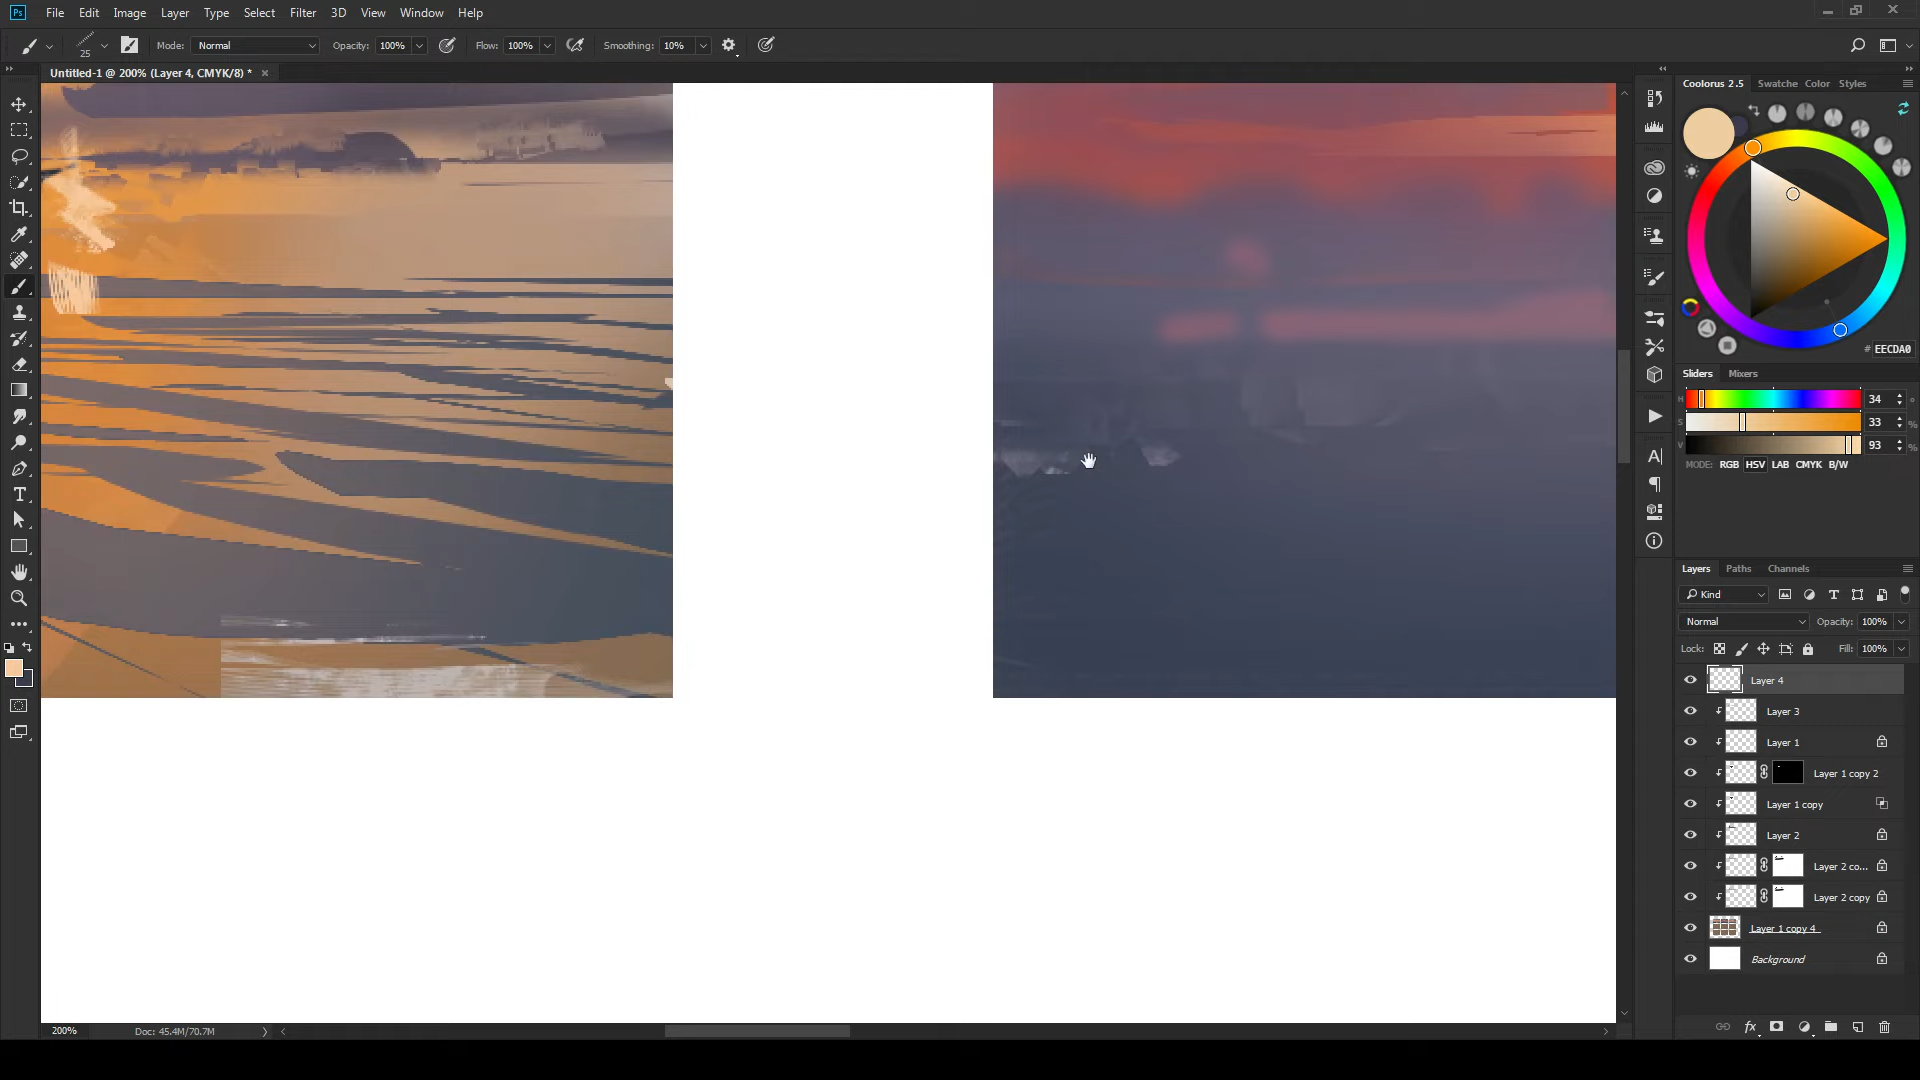 Ps File Edit Image Layer Type Select Filter 3D View Window Help
25 Mode: Normal Opacity: 100% Flow: 100% Smoothing: 10%
Untitled-1 @ 200% (Layer 4, CMYK/8) *
Coolorus 2.5 Swatche Color Styles
# EECDA0
Sliders Mixers
H 34 °
S 33 %
V 93 %
MODE: RGB HSV LAB CMYK B/W
Layers Paths Channels
Kind
Normal Opacity: 100%
Lock: Fill: 100%
Layer 4
Layer 3
Layer 1
Layer 1 copy 2
Layer 1 copy
Layer 2
Layer 2 co...
Layer 2 copy
Layer 1 copy 4
Background
200% Doc: 45.4M/70.7M